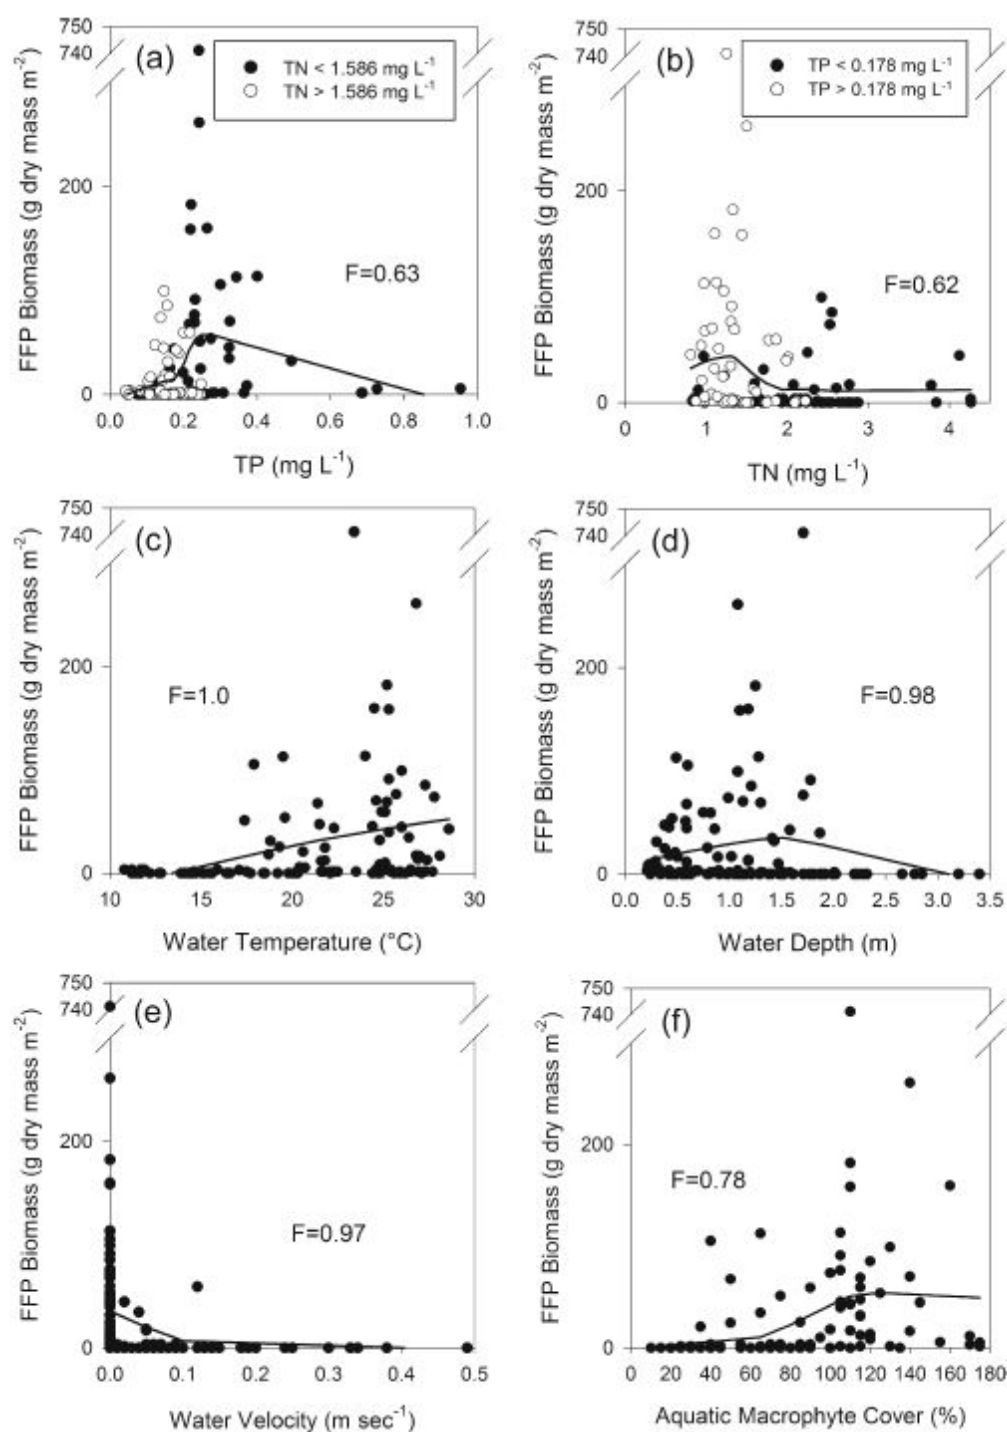 750
740
200
0
FFP Biomass (g dry mass m⁻²)
(a)
TN < 1.586 mg L⁻¹
TN > 1.586 mg L⁻¹
F=0.63
0.0 0.2 0.4 0.6 0.8 1.0
TP (mg L⁻¹)
750
740
200
0
FFP Biomass (g dry mass m⁻²)
(b)
TP < 0.178 mg L⁻¹
TP > 0.178 mg L⁻¹
F=0.62
0 1 2 3 4
TN (mg L⁻¹)
750
740
200
0
FFP Biomass (g dry mass m⁻²)
(c)
F=1.0
10 15 20 25 30
Water Temperature (°C)
750
740
200
0
FFP Biomass (g dry mass m⁻²)
(d)
F=0.98
0.0 0.5 1.0 1.5 2.0 2.5 3.0 3.5
Water Depth (m)
750
740
200
0
FFP Biomass (g dry mass m⁻²)
(e)
F=0.97
0.0 0.1 0.2 0.3 0.4 0.5
Water Velocity (m sec⁻¹)
750
740
200
0
FFP Biomass (g dry mass m⁻²)
(f)
F=0.78
0 20 40 60 80 100 120 140 160 180
Aquatic Macrophyte Cover (%)